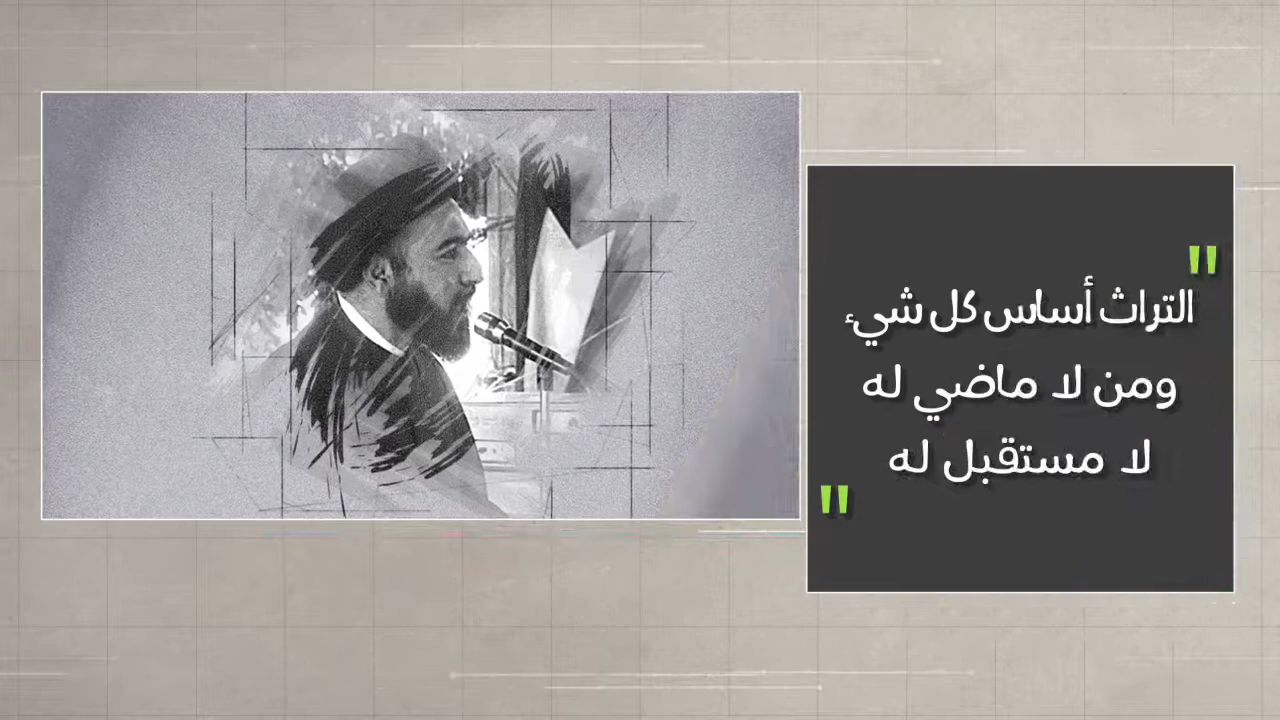 "التراث أساس كل شيء
ومن لا ماضي له
لا مستقبل له"